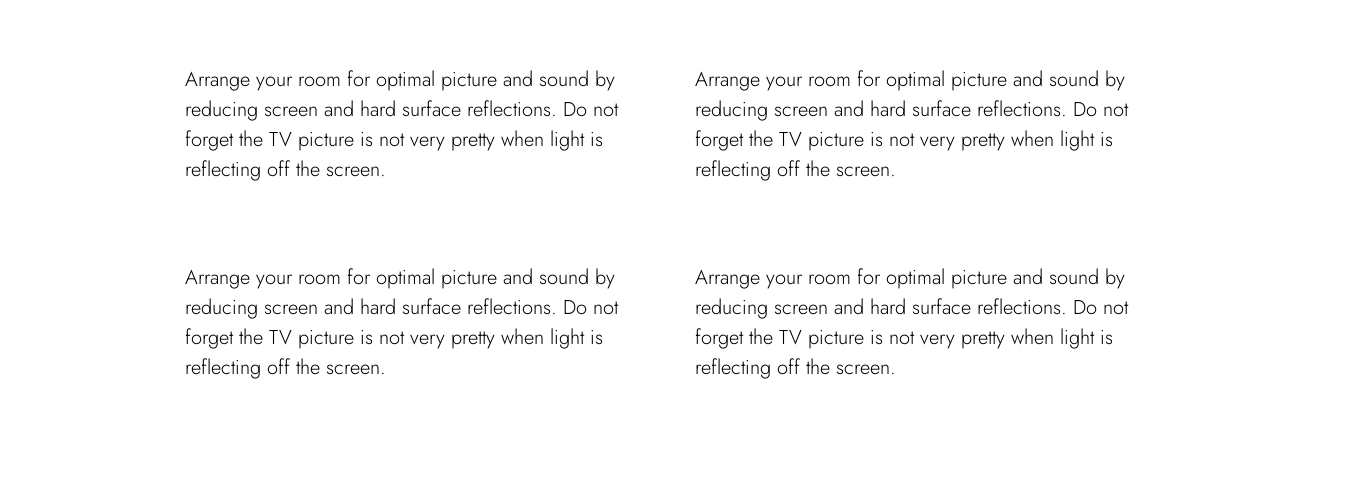 Arrange your room for optimal picture and sound by
reducing screen and hard surface reflections. Do not
forget the TV picture is not very pretty when light is
reflecting off the screen.
Arrange your room for optimal picture and sound by
reducing screen and hard surface reflections. Do not
forget the TV picture is not very pretty when light is
reflecting off the screen.
Arrange your room for optimal picture and sound by
reducing screen and hard surface reflections. Do not
forget the TV picture is not very pretty when light is
reflecting off the screen.
Arrange your room for optimal picture and sound by
reducing screen and hard surface reflections. Do not
forget the TV picture is not very pretty when light is
reflecting off the screen.